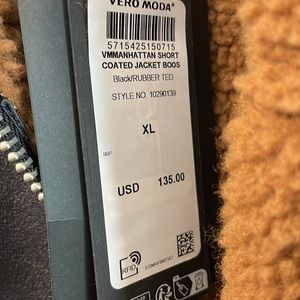 VERO MODA®
5715425150715
VMMANHATTAN SHORT
COATED JACKET BOOS
Black/RUBBER TED
STYLE NO. 10290139
XL
RRP
USD 135.00
RFID